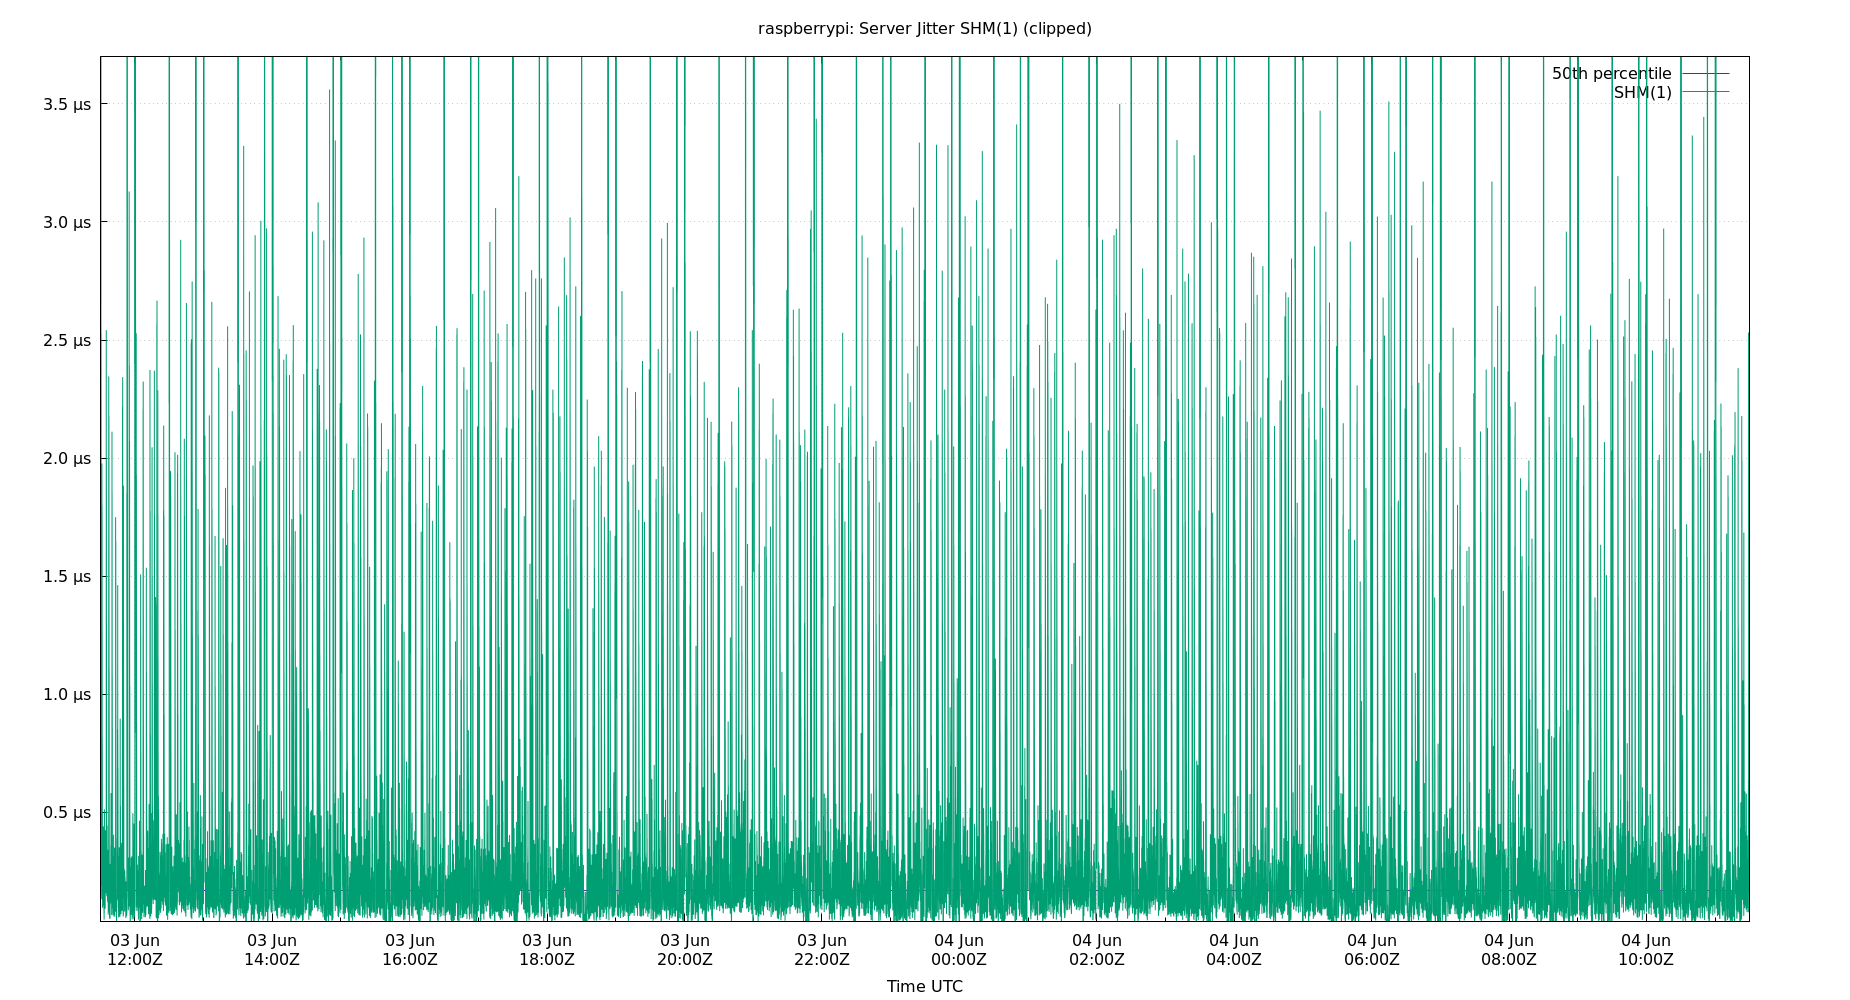 raspberrypi: Server Jitter SHM(1) (clipped)
50th percentile
SHM(1)
3.5 µs
3.0 µs
2.5 µs
2.0 µs
1.5 µs
1.0 µs
0.5 µs
03 Jun 03 Jun 03 Jun 03 Jun 03 Jun 03 Jun 04 Jun 04 Jun 04 Jun 04 Jun 04 Jun 04 Jun
12:00Z 14:00Z 16:00Z 18:00Z 20:00Z 22:00Z 00:00Z 02:00Z 04:00Z 06:00Z 08:00Z 10:00Z
Time UTC